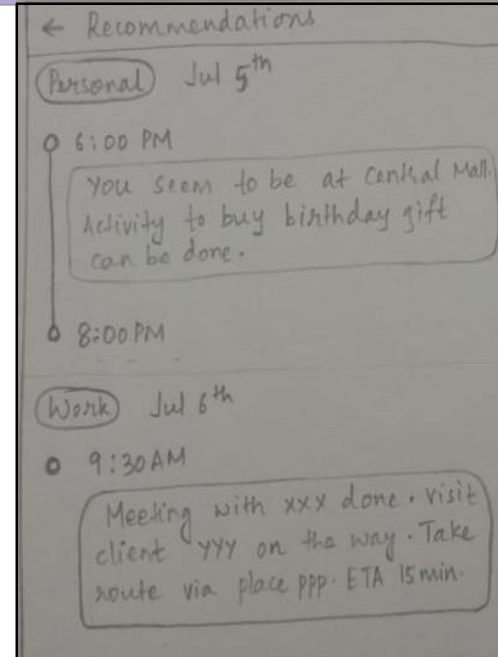 ← Recommendations
Personal Jul 5th
6:00 PM
You seem to be at Central Mall.
Activity to buy birthday gift
can be done.
8:00 PM
Work Jul 6th
9:30 AM
Meeting with xxx done. visit
client yyy on the way. Take
route via place ppp. ETA 15 min.